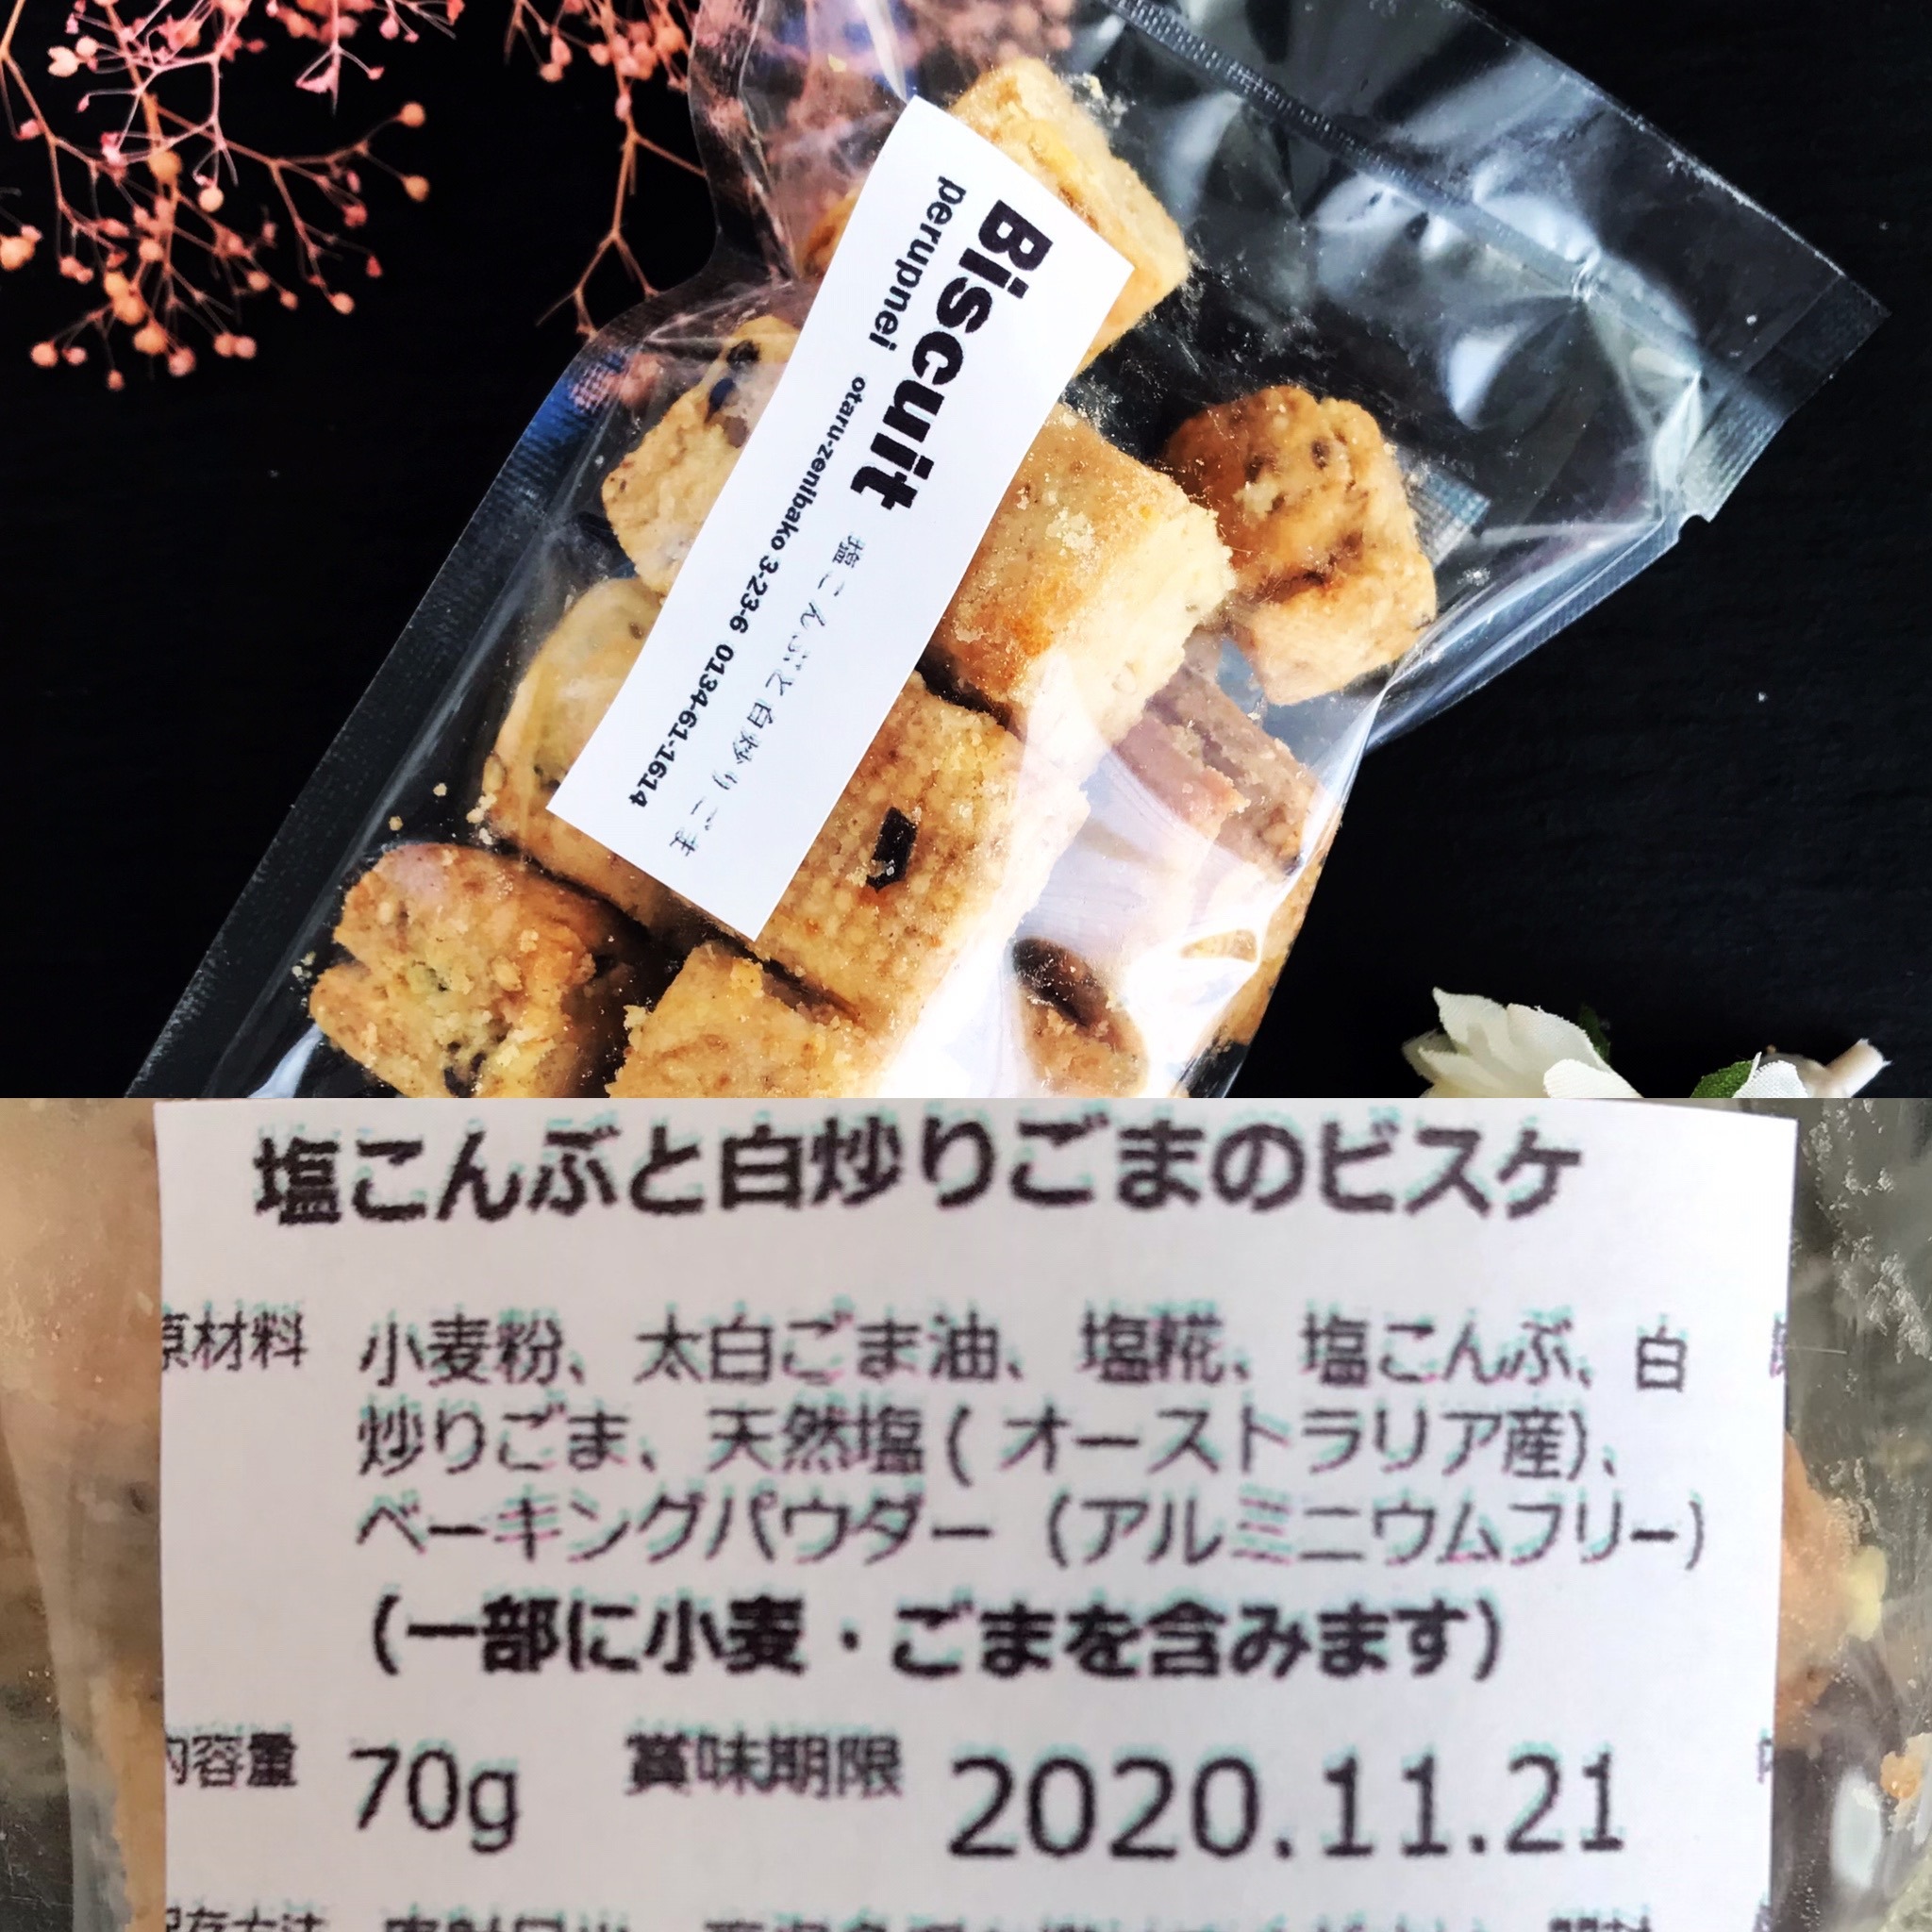 Biscuit
perupnei otaru-zenibako 3-23-6 0134-61-1614
塩こんぶと白炒りごま
塩こんぶと白炒りごまのビスケ
原材料 小麦粉、太白ごま油、塩糀、塩こんぶ、白
炒りごま、天然塩( オーストラリア産)、
ベーキングパウダー（アルミニウムフリー）
（一部に小麦・ごまを含みます）
内容量 70g 賞味期限 2020.11.21